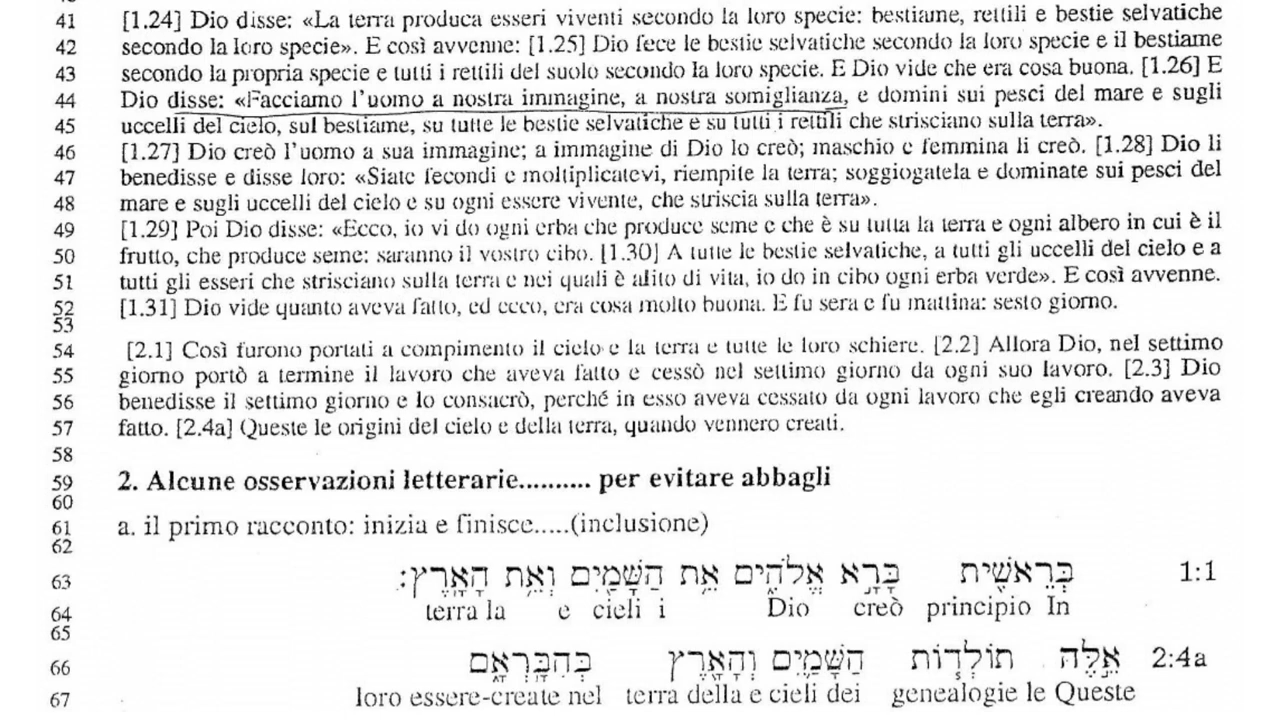 41 [1.24] Dio disse: «La terra produca esseri viventi secondo la loro specie: bestiame, rettili e bestie selvatiche
42 secondo la loro specie». E così avvenne: [1.25] Dio fece le bestie selvatiche secondo la loro specie e il bestiame
43 secondo la propria specie e tutti i rettili del suolo secondo la loro specie. E Dio vide che era cosa buona. [1.26] E
44 Dio disse: «Facciamo l'uomo a nostra immagine, a nostra somiglianza, e domini sui pesci del mare e sugli
45 uccelli del cielo, sul bestiame, su tutte le bestie selvatiche e su tutti i rettili che strisciano sulla terra».
46 [1.27] Dio creò l'uomo a sua immagine; a immagine di Dio lo creò; maschio e femmina li creò. [1.28] Dio li
47 benedisse e disse loro: «Siate fecondi e moltiplicatevi, riempite la terra; soggiogatela e dominate sui pesci del
48 mare e sugli uccelli del cielo e su ogni essere vivente, che striscia sulla terra».
49 [1.29] Poi Dio disse: «Ecco, io vi do ogni erba che produce seme e che è su tutta la terra e ogni albero in cui è il
50 frutto, che produce seme: saranno il vostro cibo. [1.30] A tutte le bestie selvatiche, a tutti gli uccelli del cielo e a
51 tutti gli esseri che strisciano sulla terra e nei quali è alito di vita, io do in cibo ogni erba verde». E così avvenne.
52 [1.31] Dio vide quanto aveva fatto, ed ecco, era cosa molto buona. E fu sera e fu mattina: sesto giorno.
53
54 [2.1] Così furono portati a compimento il cielo e la terra e tutte le loro schiere. [2.2] Allora Dio, nel settimo
55 giorno portò a termine il lavoro che aveva fatto e cessò nel settimo giorno da ogni suo lavoro. [2.3] Dio
56 benedisse il settimo giorno e lo consacrò, perché in esso aveva cessato da ogni lavoro che egli creando aveva
57 fatto. [2.4a] Queste le origini del cielo e della terra, quando vennero creati.
58
59 2. Alcune osservazioni letterarie.......... per evitare abbagli
60
61 a. il primo racconto: inizia e finisce.....(inclusione)
62
63 בְּרֵאשִׁ֖ית בָּרָ֣א אֱלֹהִ֑ים אֵ֥ת הַשָּׁמַ֖יִם וְאֵ֥ת הָאָֽרֶץ׃ 1:1
64 terra la e cieli i Dio creò principio In
65
66 אֵ֣לֶּה תוֹלְד֧וֹת הַשָּׁמַ֛יִם וְהָאָ֖רֶץ בְּהִבָּֽרְאָ֑ם 2:4a
67 loro essere-create nel terra della e cieli dei genealogie le Queste